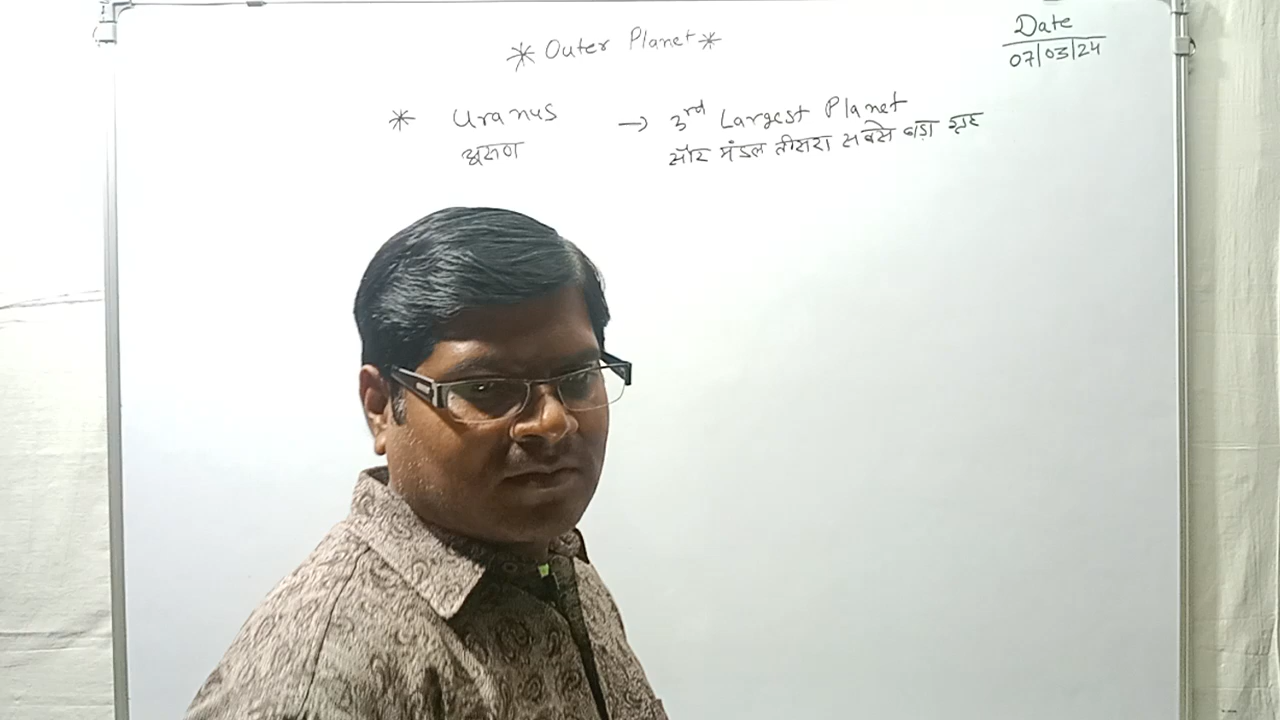 * Outer Planet *
Date
07/03/24
* Uranus → 3rd Largest Planet
अरुण
सौर मंडल तीसरा सबसे बड़ा ग्रह